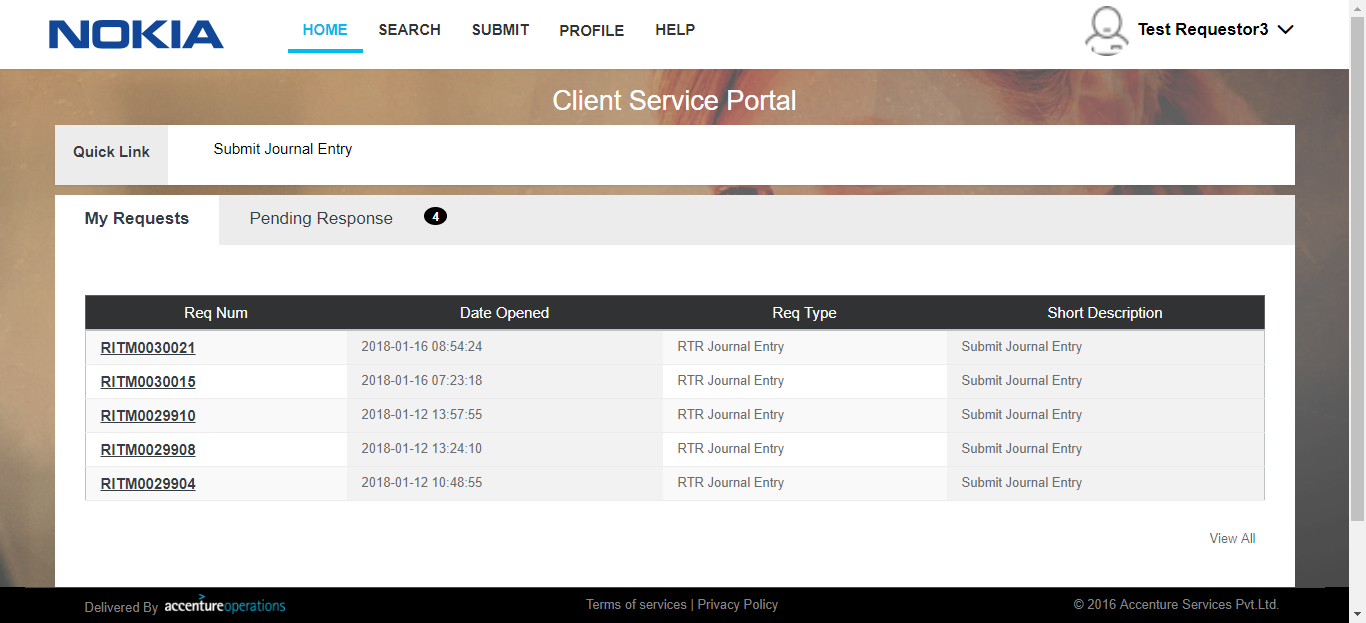 NOKIA HOME SEARCH SUBMIT PROFILE HELP Test Requestor3
Client Service Portal
Quick Link Submit Journal Entry
My Requests Pending Response 4
Req Num Date Opened Req Type Short Description
RITM0030021 2018-01-16 08:54:24 RTR Journal Entry Submit Journal Entry
RITM0030015 2018-01-16 07:23:18 RTR Journal Entry Submit Journal Entry
RITM0029910 2018-01-12 13:57:55 RTR Journal Entry Submit Journal Entry
RITM0029908 2018-01-12 13:24:10 RTR Journal Entry Submit Journal Entry
RITM0029904 2018-01-12 10:48:55 RTR Journal Entry Submit Journal Entry
View All
Delivered By accentureoperations Terms of services | Privacy Policy © 2016 Accenture Services Pvt.Ltd.